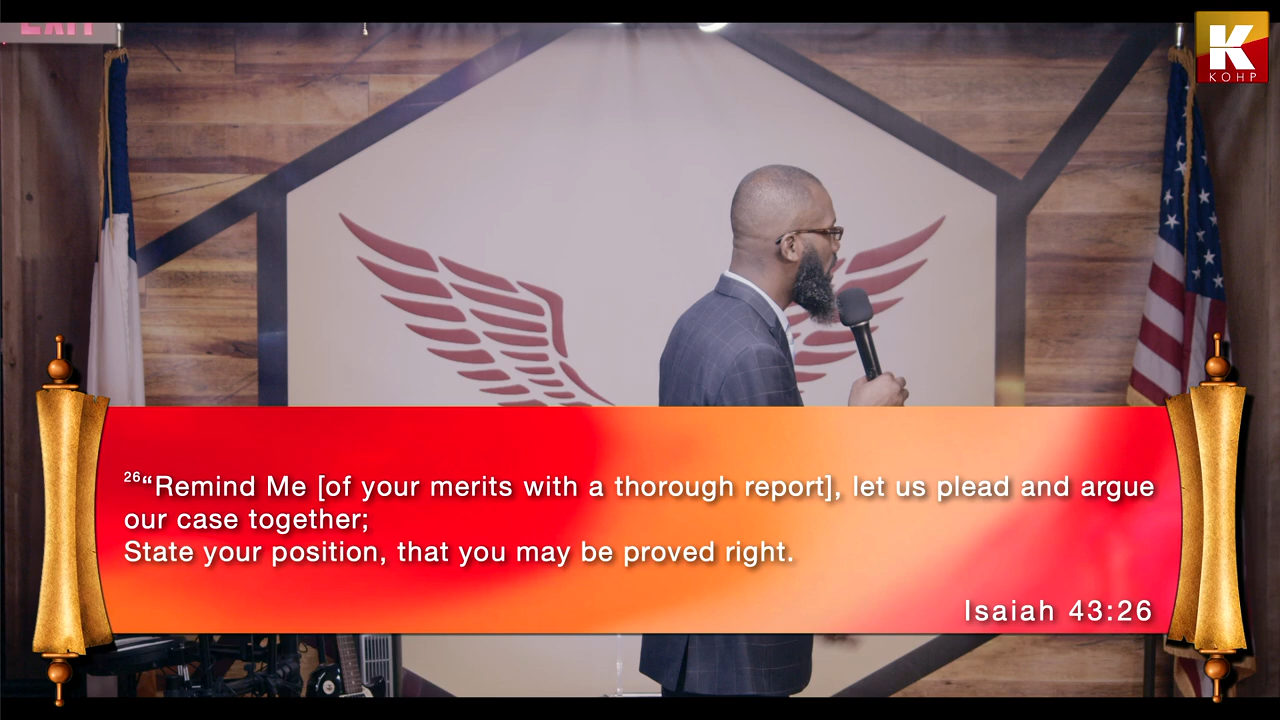 EXIT
K
KOHP
26“Remind Me [of your merits with a thorough report], let us plead and argue
our case together;
State your position, that you may be proved right.
Isaiah 43:26